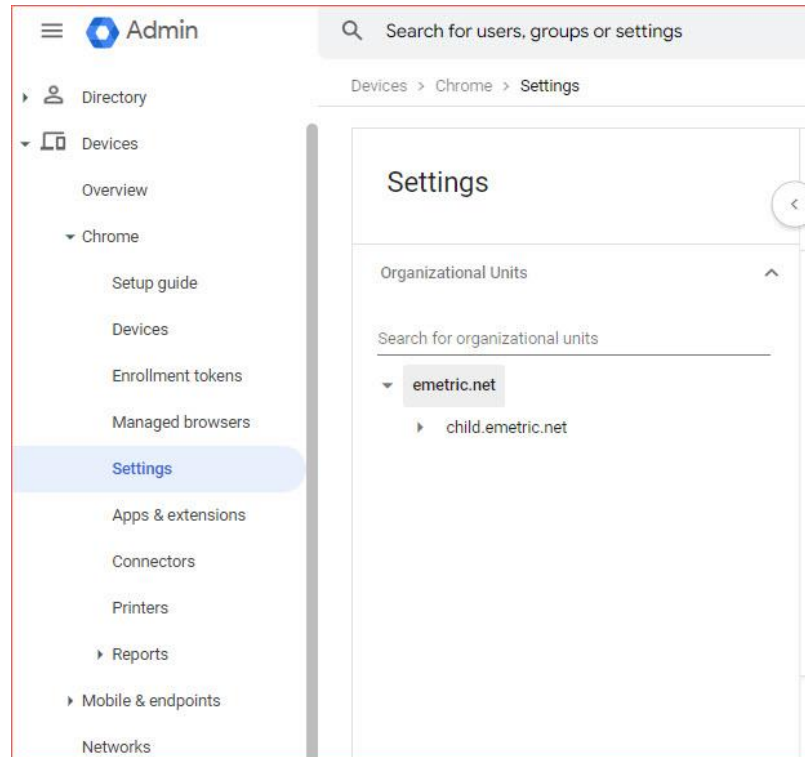 Admin
Search for users, groups or settings
Directory
Devices
Overview
Chrome
Setup guide
Devices
Enrollment tokens
Managed browsers
Settings
Apps & extensions
Connectors
Printers
Reports
Mobile & endpoints
Networks
Devices > Chrome > Settings
Settings
Organizational Units
Search for organizational units
emetric.net
child.emetric.net